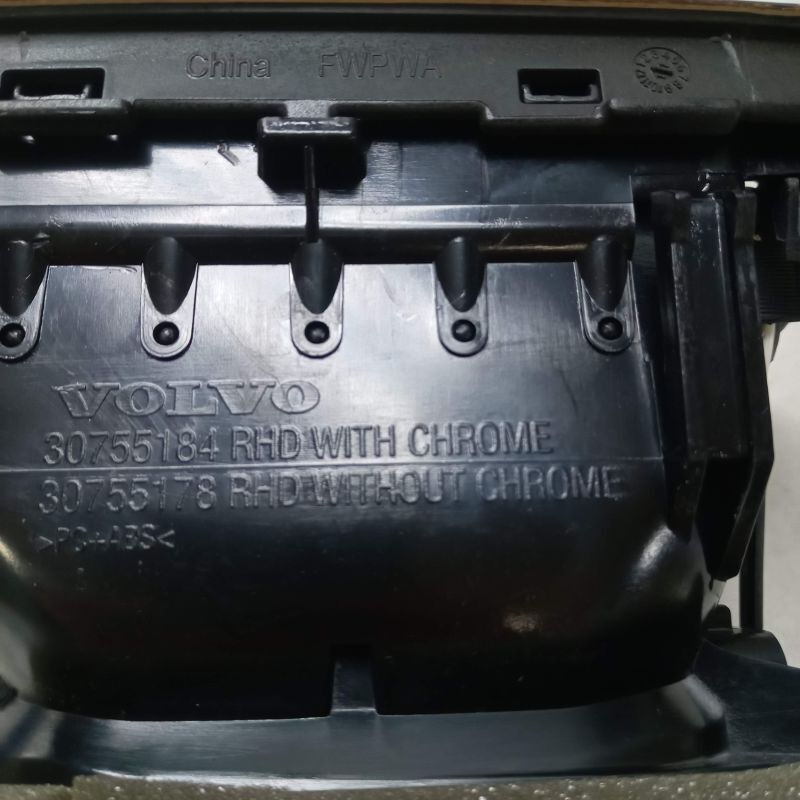 China FWPWA
VOLVO
30755184 RHD WITH CHROME
30755178 RHD WITHOUT CHROME
>PC+ABS<